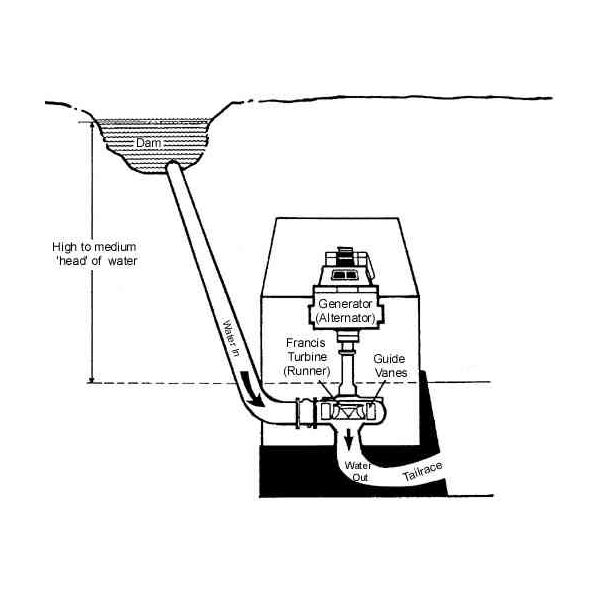 Dam
High to medium
'head' of water
Generator
(Alternator)
Water In
Francis
Turbine
(Runner)
Guide
Vanes
Water
Out
Tailrace